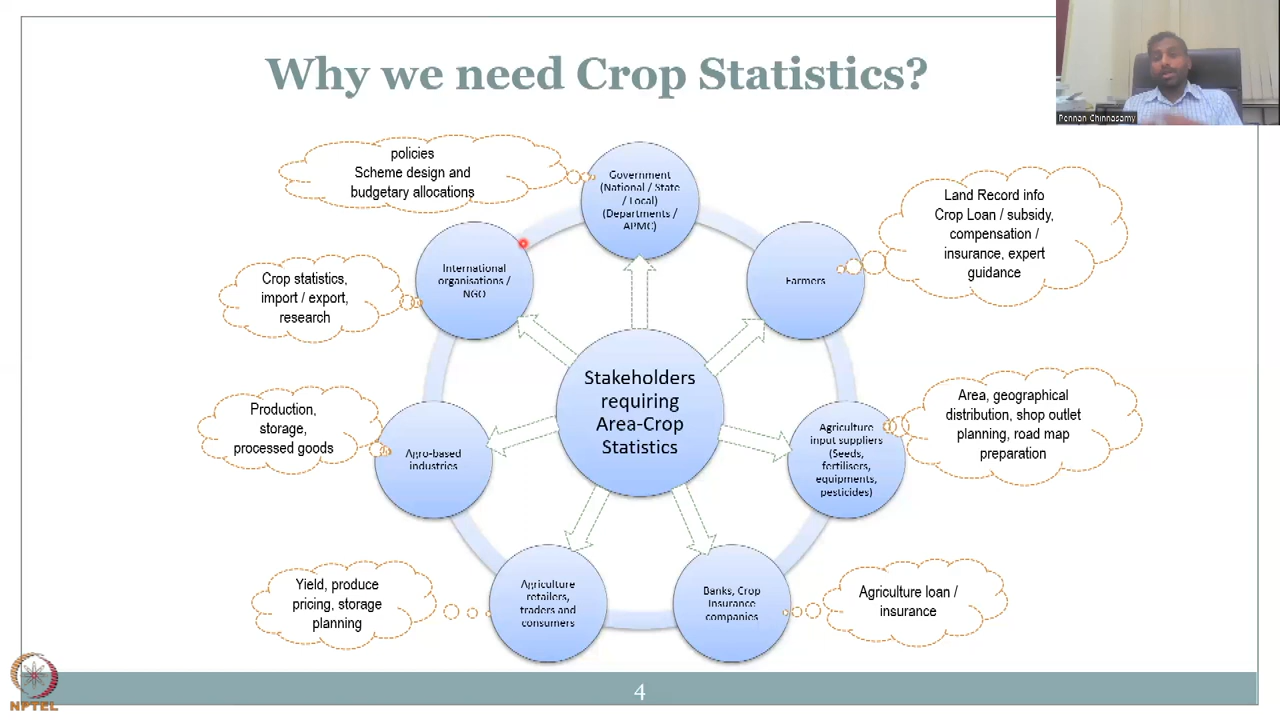 Why we need Crop Statistics?
Pennan Chinnasamy
policies
Scheme design and
budgetary allocations
Government
(National / State
/ Local)
(Departments /
APMC)
Land Record info
Crop Loan / subsidy,
compensation /
insurance, expert
guidance
Farmers
International
organisations /
NGO
Crop statistics,
import / export,
research
Stakeholders
requiring
Area-Crop
Statistics
Area, geographical
distribution, shop outlet
planning, road map
preparation
Agriculture
input suppliers
(Seeds,
fertilisers,
equipments,
pesticides)
Production,
storage,
processed goods
Agro-based
industries
Yield, produce
pricing, storage
planning
Agriculture
retailers,
traders and
consumers
Banks, Crop
Insurance
companies
Agriculture loan /
insurance
NPTEL
4